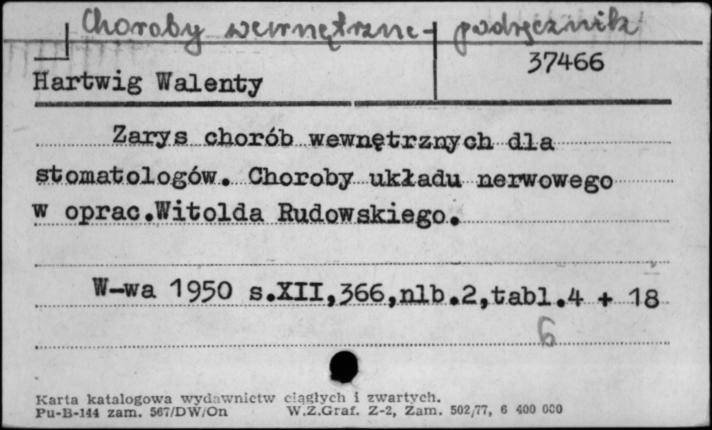 Choroby wewnętrzne - podręcznik
37466
Hartwig Walenty
Zarys chorób wewnętrznych dla
stomatologów. Choroby układu nerwowego
w oprac.Witolda Rudowskiego.
W-wa 1950 s.XII,366,nlb.2,tabl.4 + 18
6
Karta katalogowa wydawnictw ciągłych i zwartych.
Pu-B-144 zam. 567/DW/On W.Z.Graf. Z-2, Zam. 502/77, 6 400 000